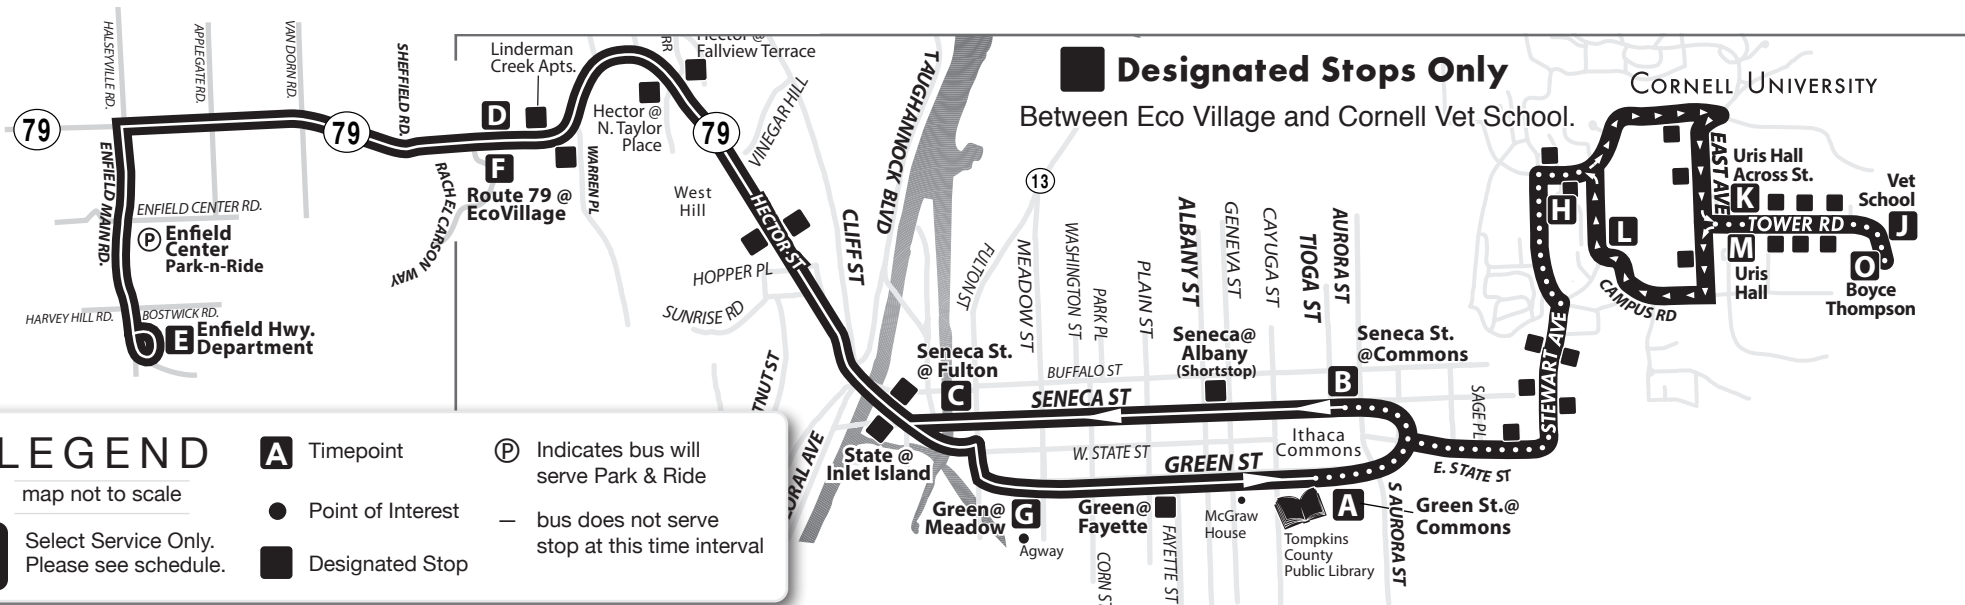 HALSEYVILLE RD.
APPLEGATE RD.
VAN DORN RD.
SHEFFIELD RD.
79
79
ENFIELD MAIN RD.
ENFIELD CENTER RD.
P
Enfield
Center
Park-n-Ride
HARVEY HILL RD.
BOSTWICK RD.
E
Enfield Hwy.
Department
RACHEL CARSON WAY
Linderman
Creek Apts.
D
F
Route 79 @
EcoVillage
WARREN PL
RR
Hector @
Fallview Terrace
Hector @
N. Taylor
Place
79
VINEGAR HILL
West
Hill
HECTOR ST
HOPPER PL
SUNRISE RD
CLIFF ST
TAUGHANNOCK BLVD
Designated Stops Only
Between Eco Village and Cornell Vet School.
13
FULTON ST
MEADOW ST
WASHINGTON ST
PARK PL
PLAIN ST
ALBANY ST
GENEVA ST
CAYUGA ST
TIOGA ST
AURORA ST
Seneca St.
@ Fulton
C
BUFFALO ST
SENECA ST
Seneca@
Albany
(Shortstop)
B
Seneca St.
@Commons
State @
Inlet Island
W. STATE ST
GREEN ST
Ithaca
Commons
E. STATE ST
SAGE PL
STEWART AVE
Green@
Meadow
G
Agway
Green@
Fayette
CORN ST
FAYETTE ST
McGraw
House
Tompkins
County
Public Library
A
Green St.@
Commons
S AURORA ST
CORNELL UNIVERSITY
EAST AVE
Uris Hall
Across St.
K
H
L
TOWER RD
M
Uris
Hall
CAMPUS RD
Vet
School
J
O
Boyce
Thompson
LEGEND
map not to scale
Select Service Only.
Please see schedule.
A Timepoint
Point of Interest
Designated Stop
P Indicates bus will
serve Park & Ride
– bus does not serve
stop at this time interval